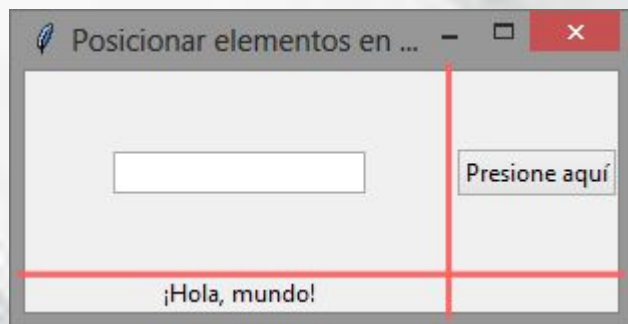 Posicionar elementos en ...
Presione aquí
¡Hola, mundo!